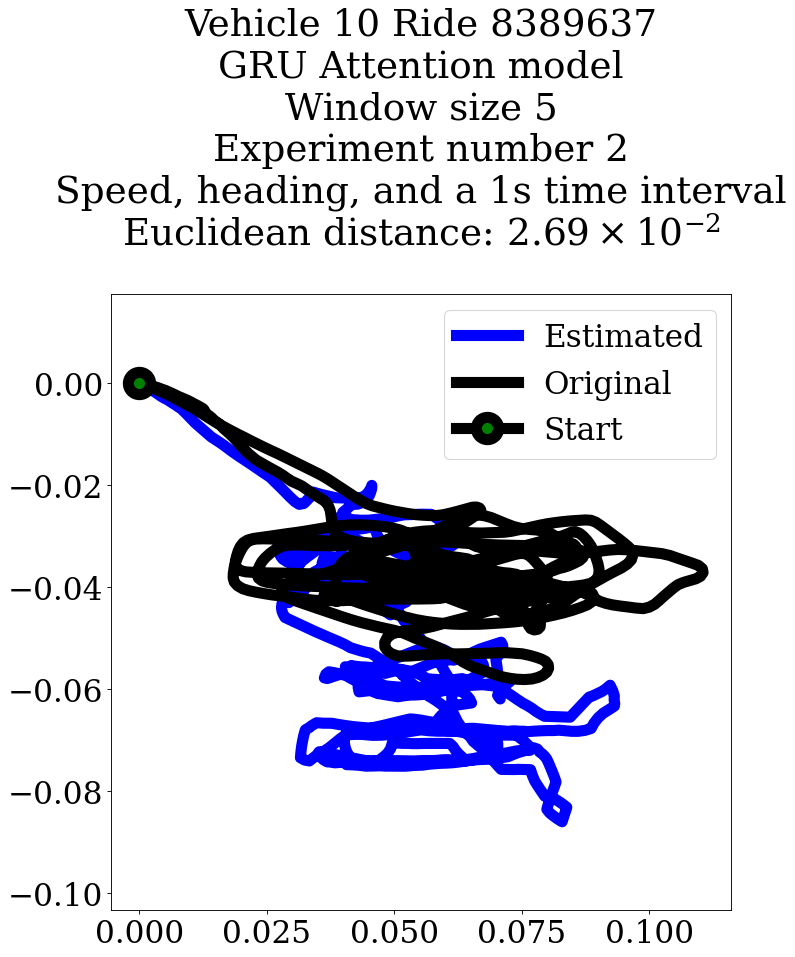 Vehicle 10 Ride 8389637
GRU Attention model
Window size 5
Experiment number 2
Speed, heading, and a 1s time interval
Euclidean distance: 2.69 × 10⁻²
Estimated
Original
Start
0.00
−0.02
−0.04
−0.06
−0.08
−0.10
0.000 0.025 0.050 0.075 0.100